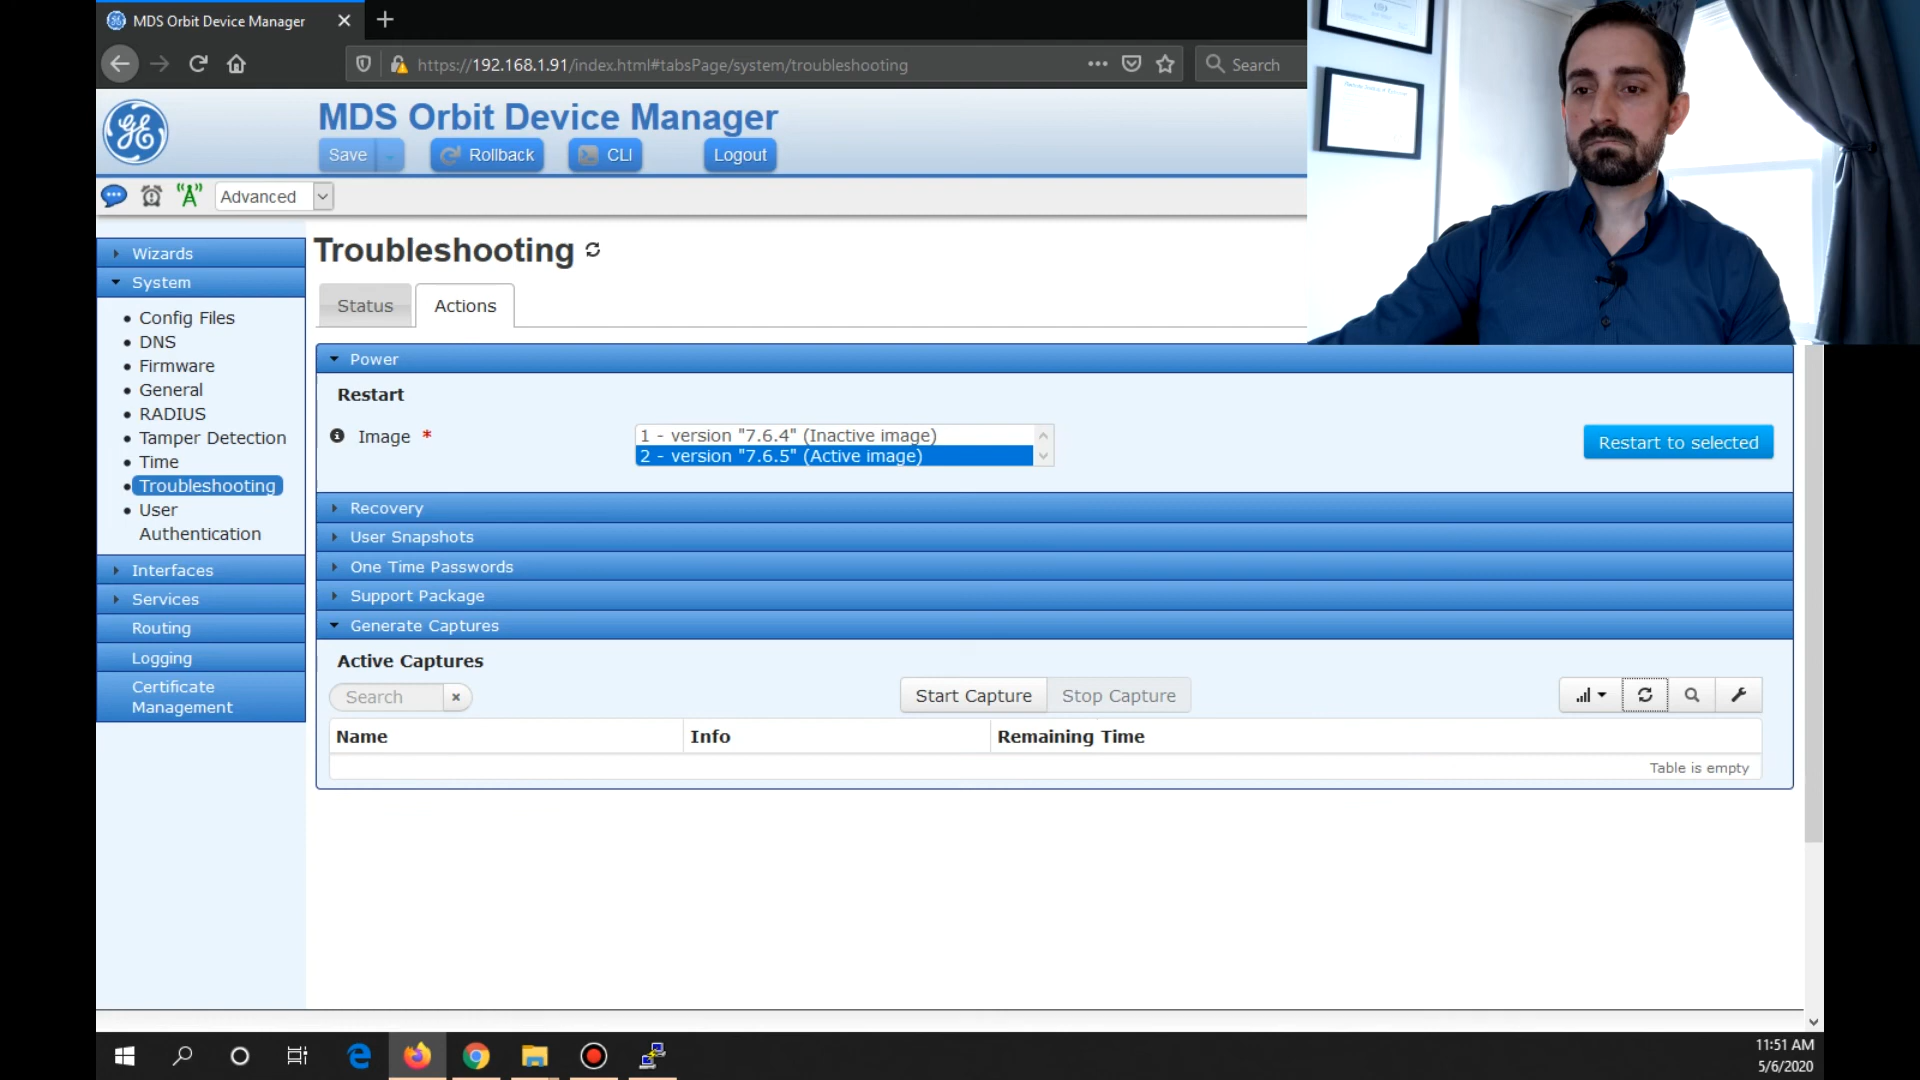 MDS Orbit Device Manager
https://192.168.1.91/index.html#tabsPage/system/troubleshooting
Search
MDS Orbit Device Manager
Save
Rollback
CLI
Logout
Advanced
Wizards
System
Config Files
DNS
Firmware
General
RADIUS
Tamper Detection
Time
Troubleshooting
User
Authentication
Interfaces
Services
Routing
Logging
Certificate
Management
Troubleshooting
Status
Actions
Power
Restart
Image *
1 - version "7.6.4" (Inactive image)
2 - version "7.6.5" (Active image)
Restart to selected
Recovery
User Snapshots
One Time Passwords
Support Package
Generate Captures
Active Captures
Search
Start Capture
Stop Capture
Name
Info
Remaining Time
Table is empty
11:51 AM
5/6/2020